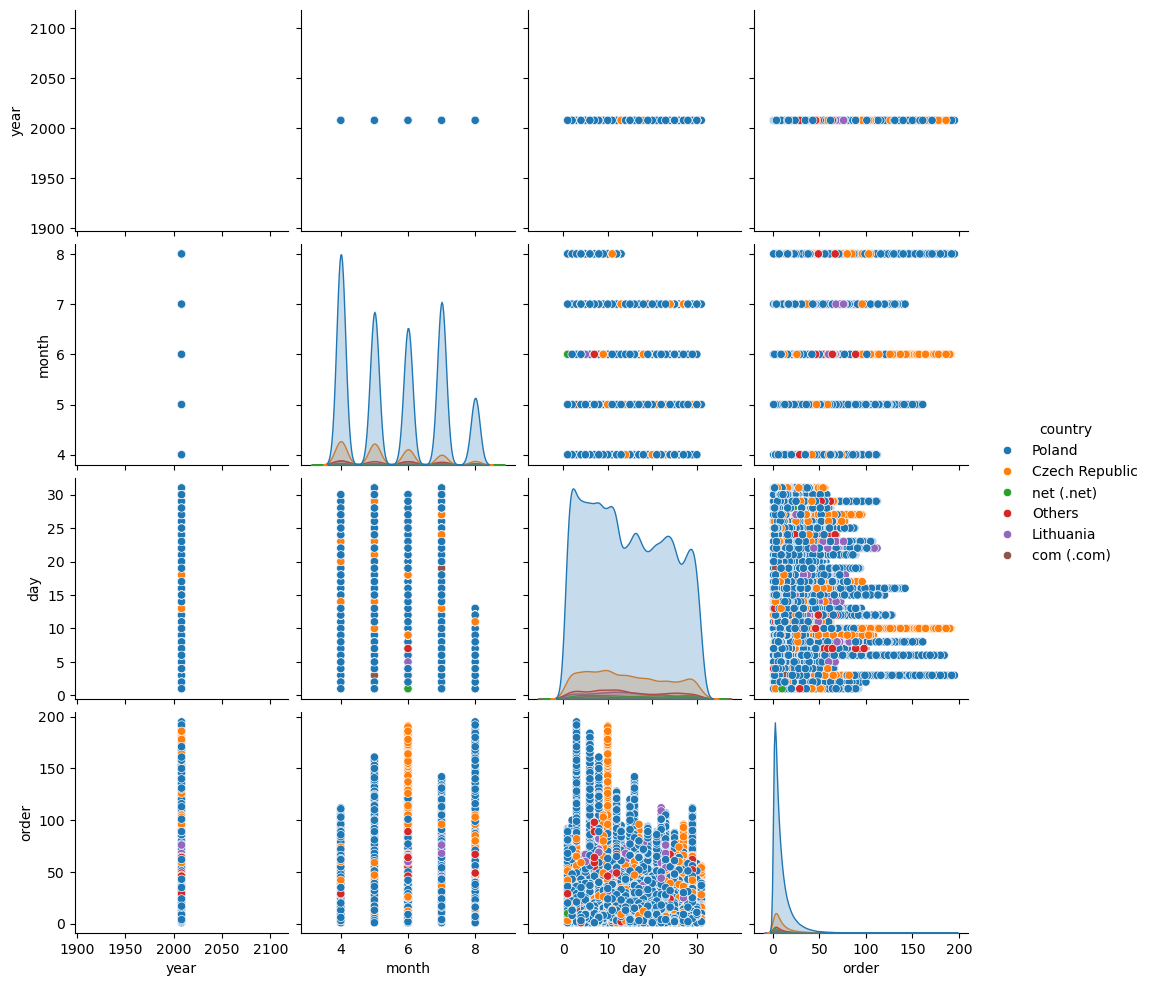 2100
2050
2000
1950
1900
year
8
7
6
5
4
month
30
25
20
15
10
5
0
day
200
150
100
50
0
order
1900 1950 2000 2050 2100
year
4 6 8
month
0 10 20 30
day
0 50 100 150 200
order
country
Poland
Czech Republic
net (.net)
Others
Lithuania
com (.com)